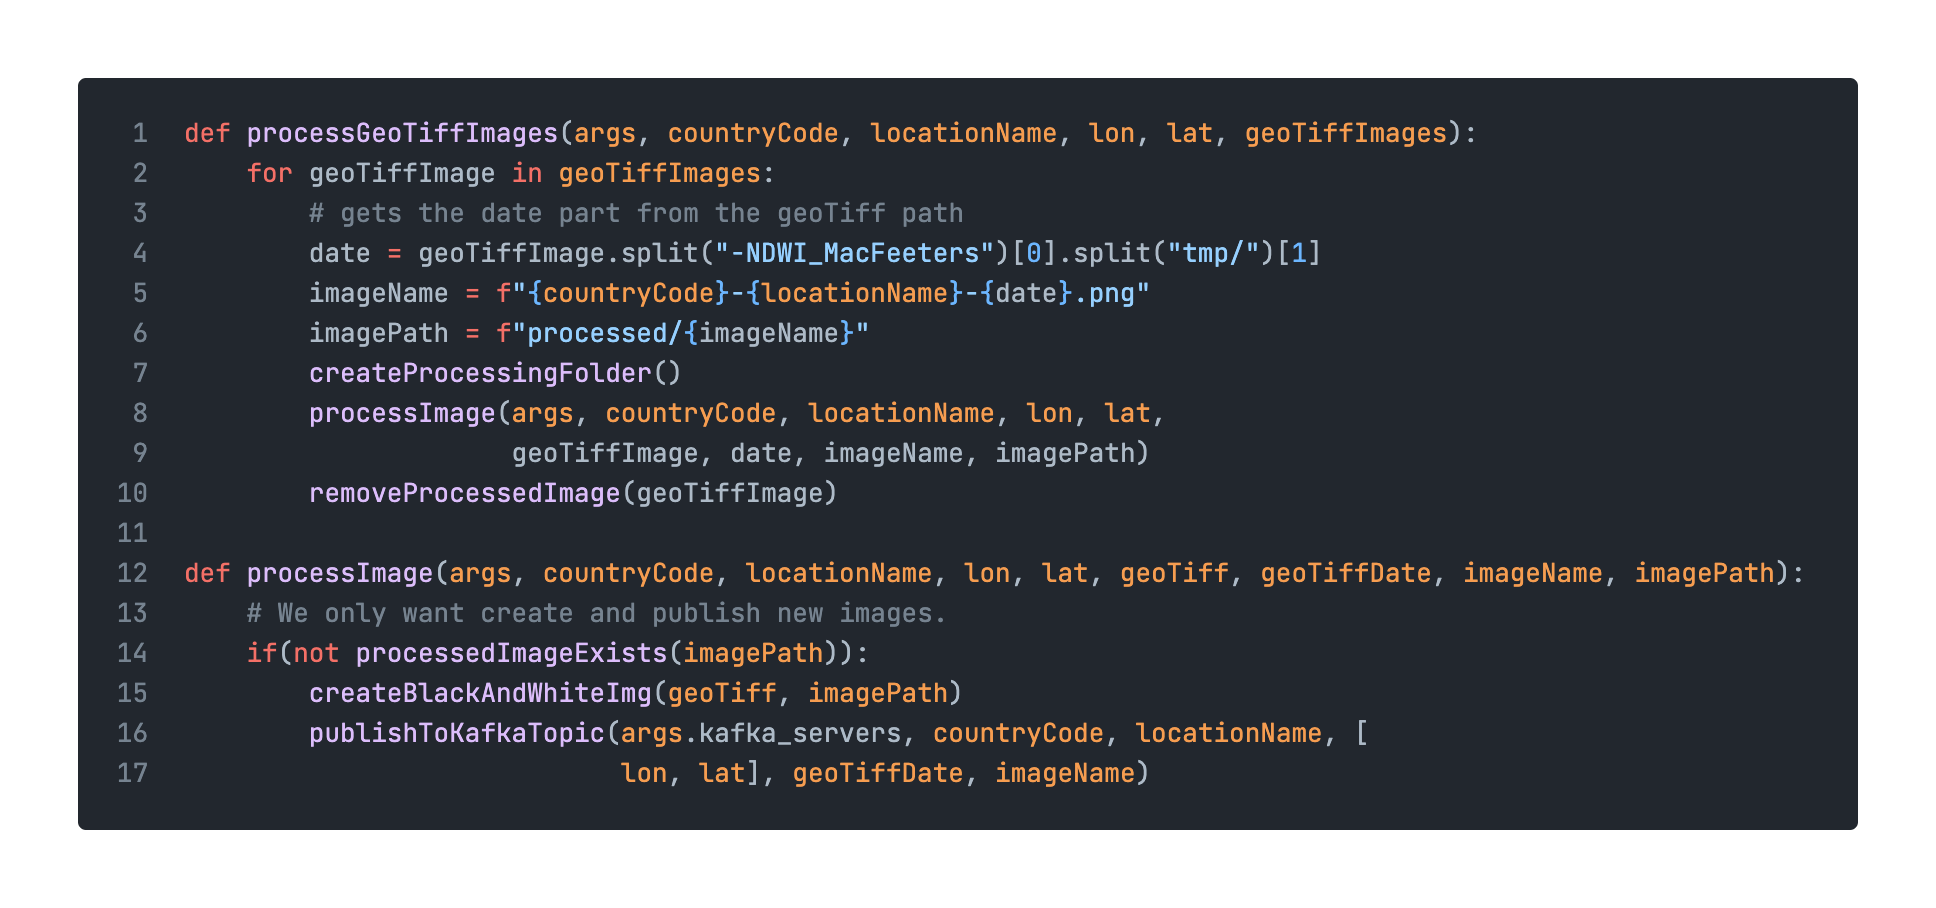 1 def processGeoTiffImages(args, countryCode, locationName, lon, lat, geoTiffImages):
2     for geoTiffImage in geoTiffImages:
3         # gets the date part from the geoTiff path
4         date = geoTiffImage.split("-NDWI_MacFeeters")[0].split("tmp/")[1]
5         imageName = f"{countryCode}-{locationName}-{date}.png"
6         imagePath = f"processed/{imageName}"
7         createProcessingFolder()
8         processImage(args, countryCode, locationName, lon, lat,
9                      geoTiffImage, date, imageName, imagePath)
10         removeProcessedImage(geoTiffImage)
11
12 def processImage(args, countryCode, locationName, lon, lat, geoTiff, geoTiffDate, imageName, imagePath):
13     # We only want create and publish new images.
14     if(not processedImageExists(imagePath)):
15         createBlackAndWhiteImg(geoTiff, imagePath)
16         publishToKafkaTopic(args.kafka_servers, countryCode, locationName, [
17                             lon, lat], geoTiffDate, imageName)